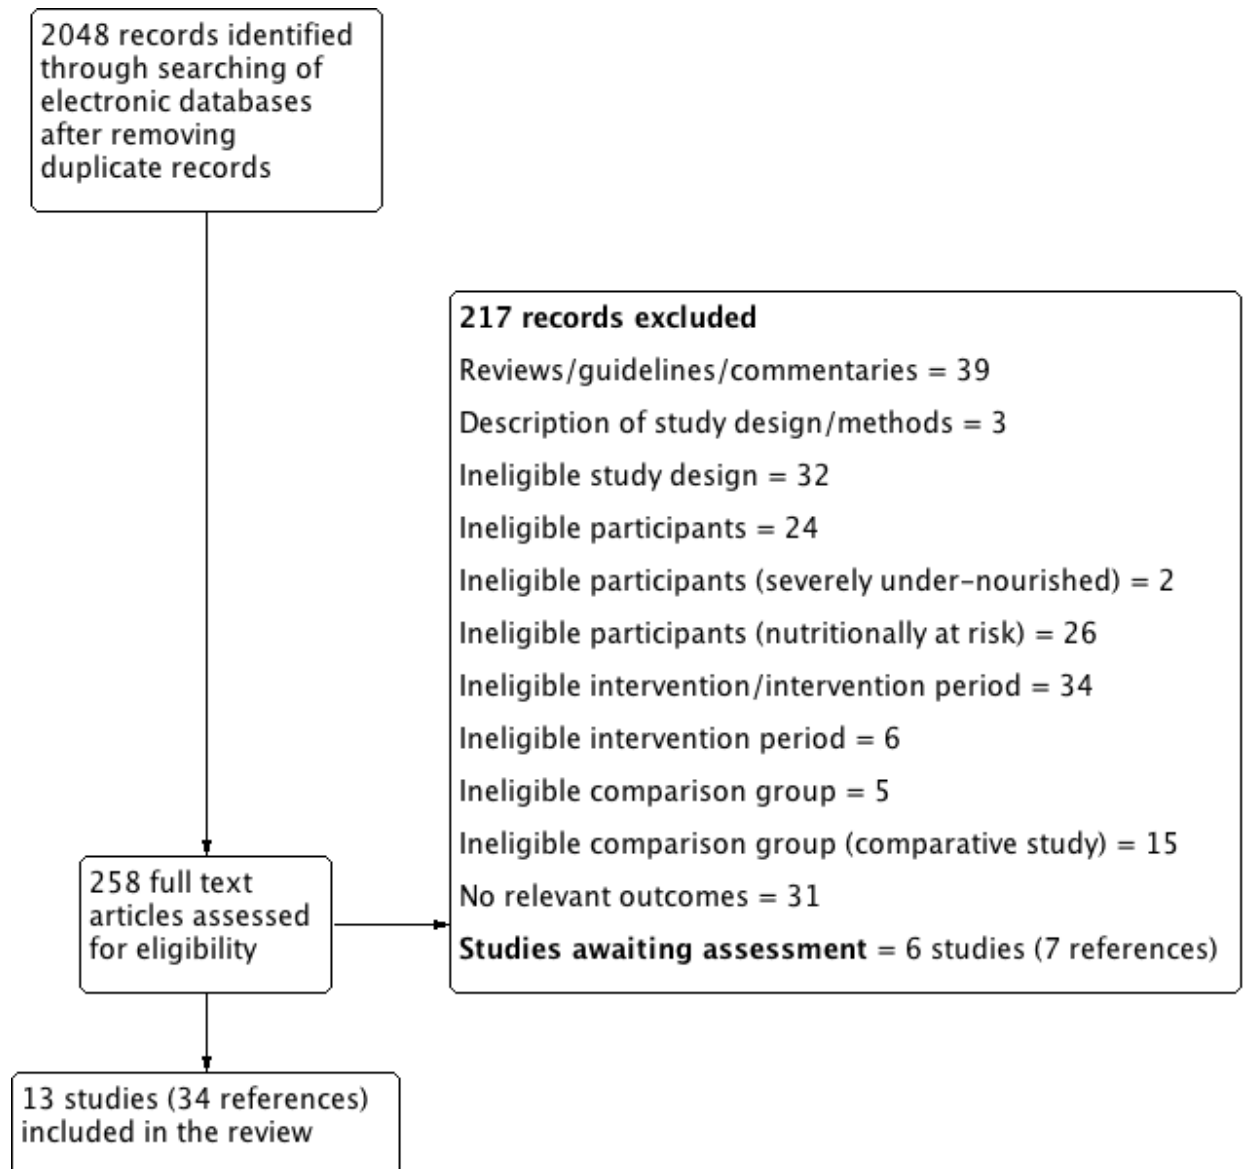 2048 records identified
through searching of
electronic databases
after removing
duplicate records
217 records excluded
Reviews/guidelines/commentaries = 39
Description of study design/methods = 3
Ineligible study design = 32
Ineligible participants = 24
Ineligible participants (severely under-nourished) = 2
Ineligible participants (nutritionally at risk) = 26
Ineligible intervention/intervention period = 34
Ineligible intervention period = 6
Ineligible comparison group = 5
Ineligible comparison group (comparative study) = 15
No relevant outcomes = 31
Studies awaiting assessment = 6 studies (7 references)
258 full text
articles assessed
for eligibility
13 studies (34 references)
included in the review